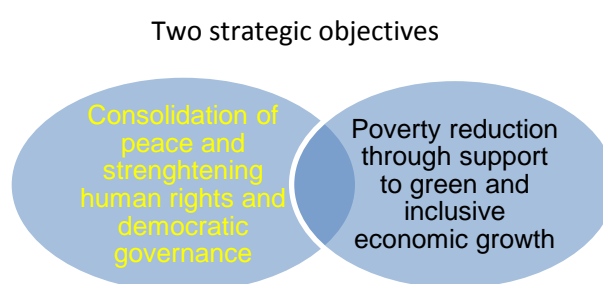 Two strategic objectives
Consolidation of
peace and
strenghtening
human rights and
democratic
governance
Poverty reduction
through support
to green and
inclusive
economic growth